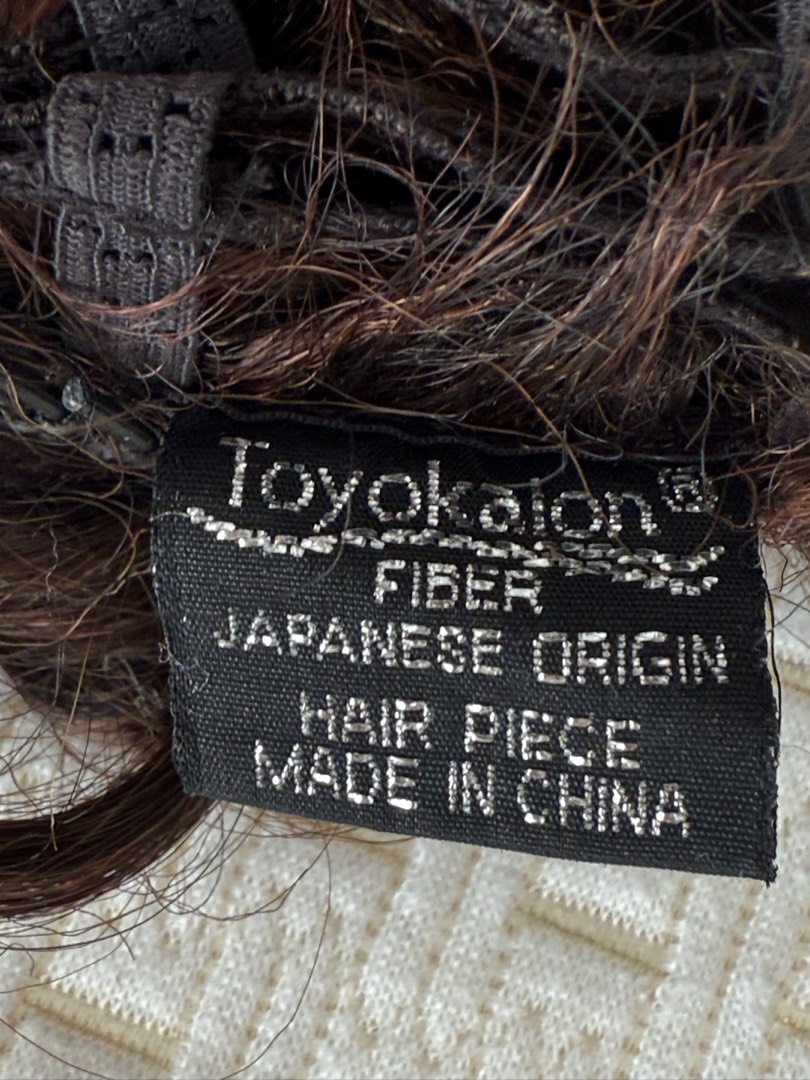 Toyokalon®
FIBER
JAPANESE ORIGIN
HAIR PIECE
MADE IN CHINA